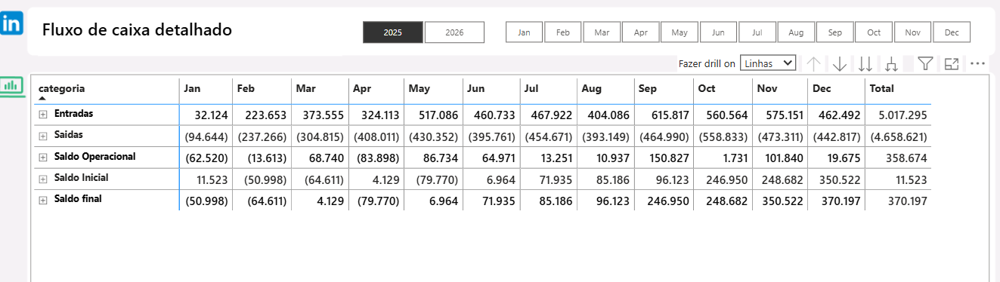 in
Fluxo de caixa detalhado 2025 2026 Jan Feb Mar Apr May Jun Jul Aug Sep Oct Nov Dec
Fazer drill on Linhas
categoria Jan Feb Mar Apr May Jun Jul Aug Sep Oct Nov Dec Total
Entradas 32.124 223.653 373.555 324.113 517.086 460.733 467.922 404.086 615.817 560.564 575.151 462.492 5.017.295
Saidas (94.644) (237.266) (304.815) (408.011) (430.352) (395.761) (454.671) (393.149) (464.990) (558.833) (473.311) (442.817) (4.658.621)
Saldo Operacional (62.520) (13.613) 68.740 (83.898) 86.734 64.971 13.251 10.937 150.827 1.731 101.840 19.675 358.674
Saldo Inicial 11.523 (50.998) (64.611) 4.129 (79.770) 6.964 71.935 85.186 96.123 246.950 248.682 350.522 11.523
Saldo final (50.998) (64.611) 4.129 (79.770) 6.964 71.935 85.186 96.123 246.950 248.682 350.522 370.197 370.197